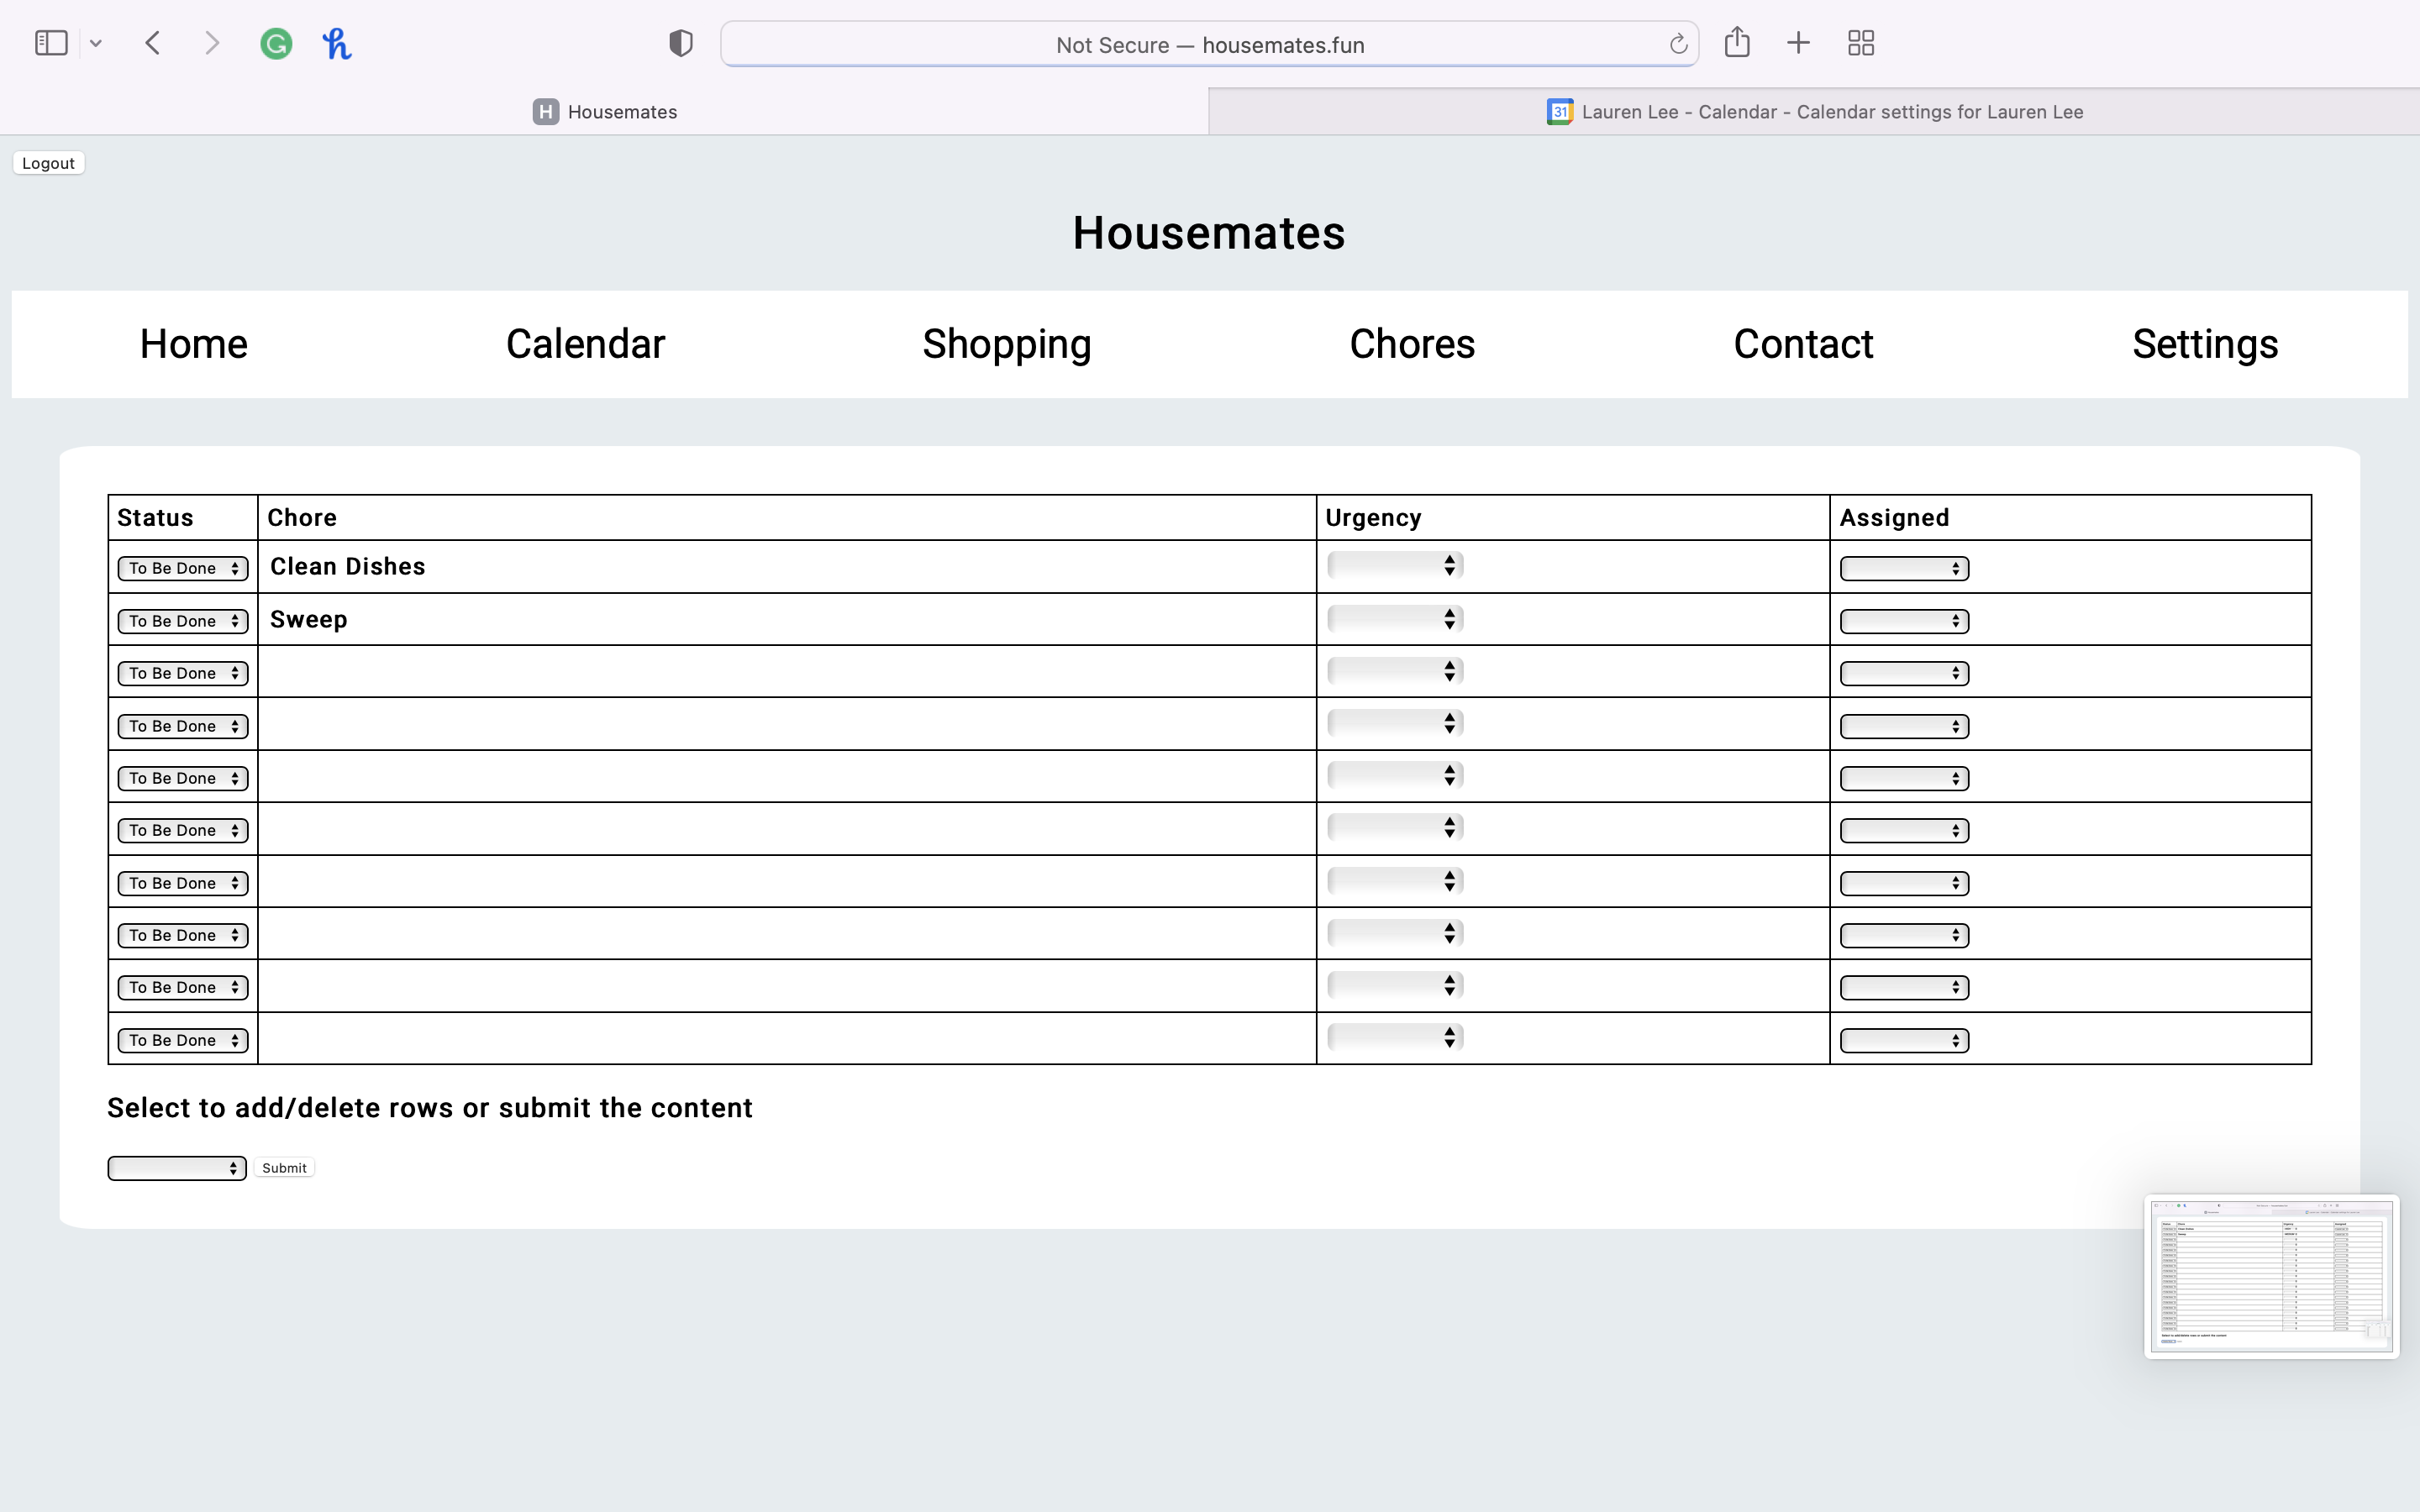 Not Secure — housemates.fun
H Housemates
31 Lauren Lee - Calendar - Calendar settings for Lauren Lee
Logout
Housemates
Home Calendar Shopping Chores Contact Settings
Status Chore Urgency Assigned
To Be Done Clean Dishes
To Be Done Sweep
To Be Done
To Be Done
To Be Done
To Be Done
To Be Done
To Be Done
To Be Done
To Be Done
Select to add/delete rows or submit the content
Submit